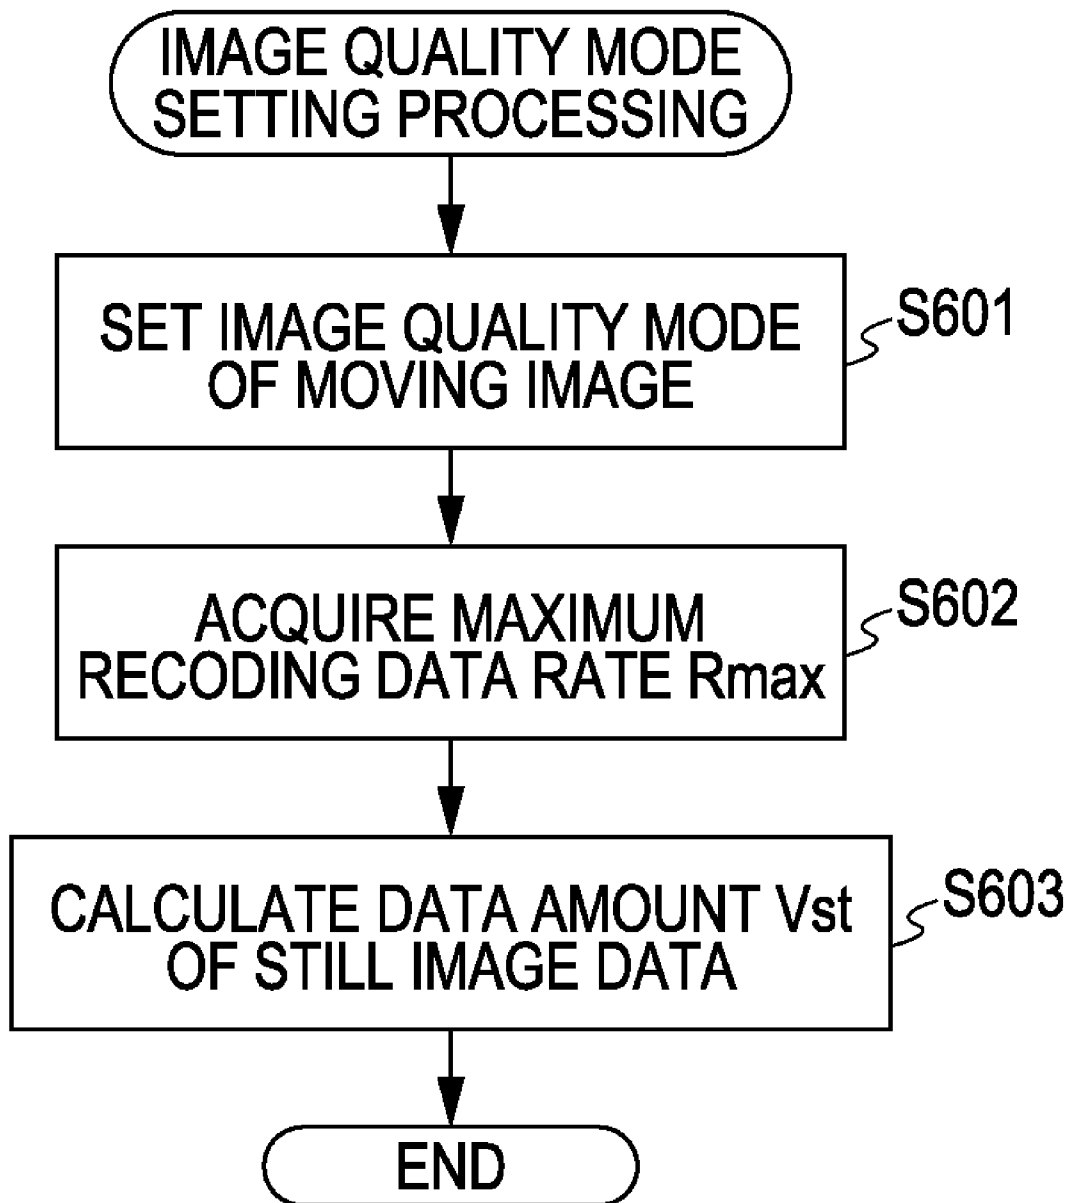 IMAGE QUALITY MODE
SETTING PROCESSING
SET IMAGE QUALITY MODE
OF MOVING IMAGE
S601
ACQUIRE MAXIMUM
RECODING DATA RATE Rmax
S602
CALCULATE DATA AMOUNT Vst
OF STILL IMAGE DATA
S603
END